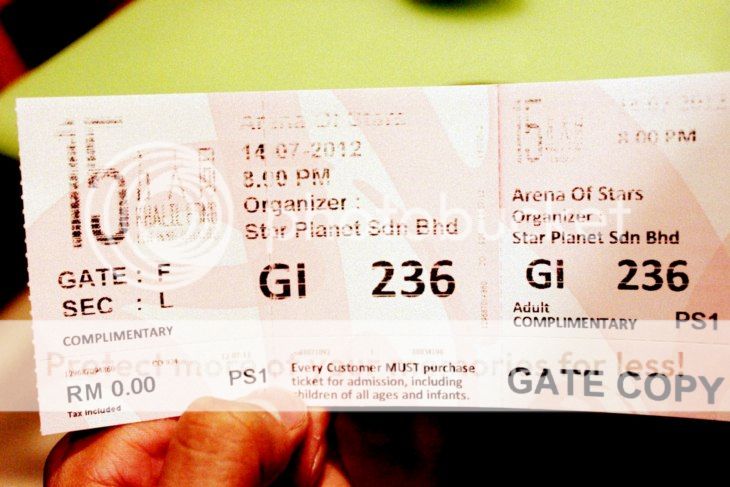 15
Arena Of Stars
14-07-2012
8.00 PM
Organizer :
Star Planet Sdn Bhd
GATE : F
SEC : L
GI 236
COMPLIMENTARY
RM 0.00
PS1
Tax Included
Every Customer MUST purchase
ticket for admission, including
children of all ages and infants.
15
8.00 PM
Arena Of Stars
Organizer:
Star Planet Sdn Bhd
GI 236
Adult
COMPLIMENTARY PS1
GATE COPY
photobucket
Protect more of your memories for less!